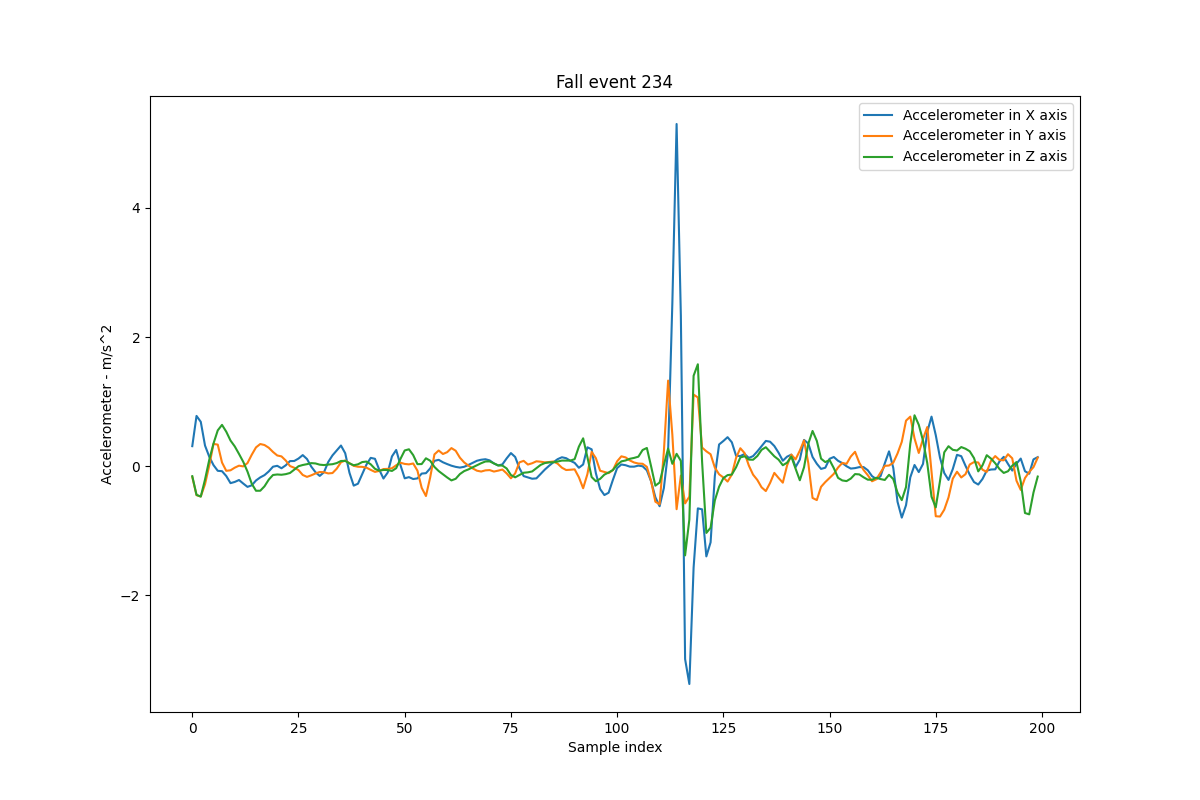 Fall event 234
Accelerometer in X axis
Accelerometer in Y axis
Accelerometer in Z axis
Accelerometer - m/s^2
4
2
0
−2
0
25
50
75
100
125
150
175
200
Sample index